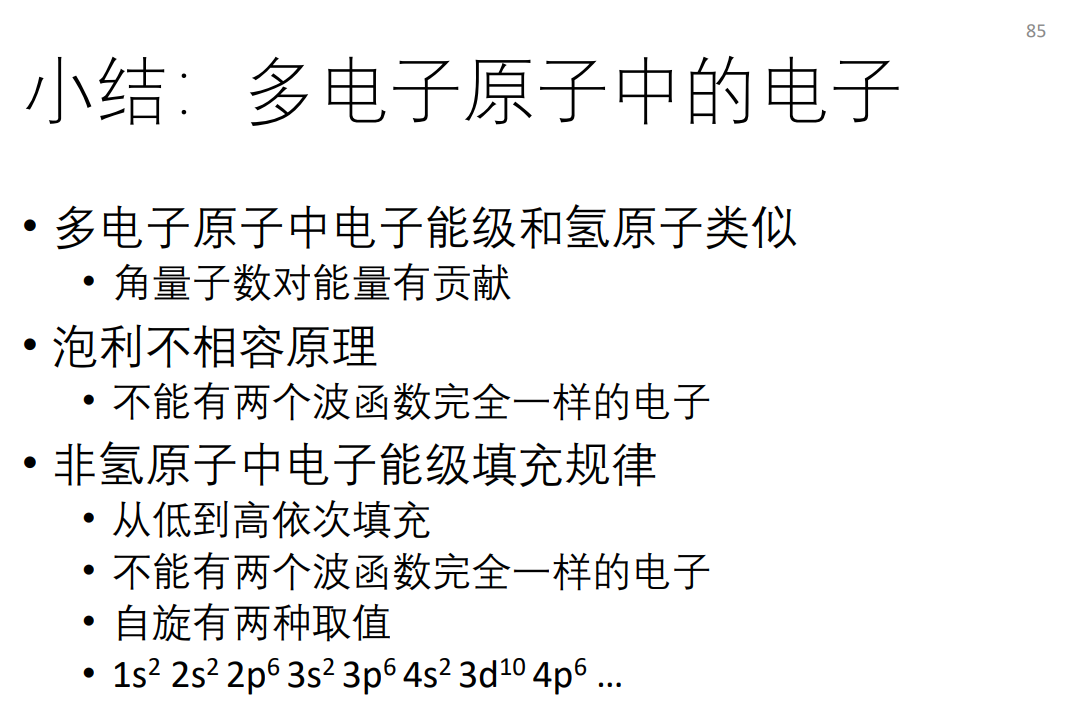 85
小结：多电子原子中的电子
• 多电子原子中电子能级和氢原子类似
• 角量子数对能量有贡献
• 泡利不相容原理
• 不能有两个波函数完全一样的电子
• 非氢原子中电子能级填充规律
• 从低到高依次填充
• 不能有两个波函数完全一样的电子
• 自旋有两种取值
• 1s² 2s² 2p⁶ 3s² 3p⁶ 4s² 3d¹⁰ 4p⁶ …